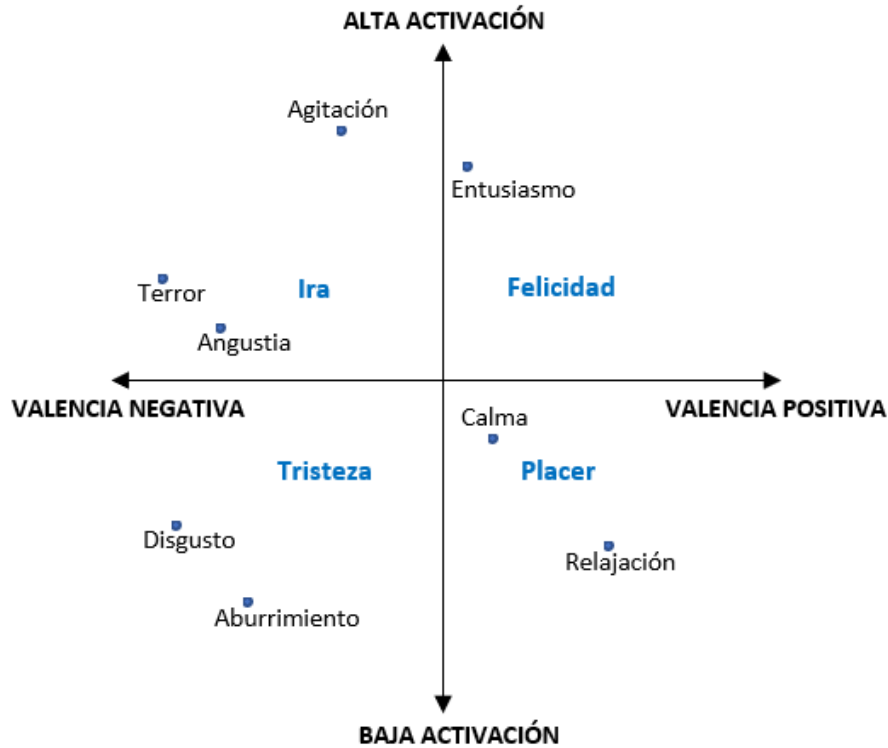 ALTA ACTIVACIÓN
Agitación
Entusiasmo
Terror
Ira
Felicidad
Angustia
VALENCIA NEGATIVA
VALENCIA POSITIVA
Calma
Tristeza
Placer
Disgusto
Relajación
Aburrimiento
BAJA ACTIVACIÓN